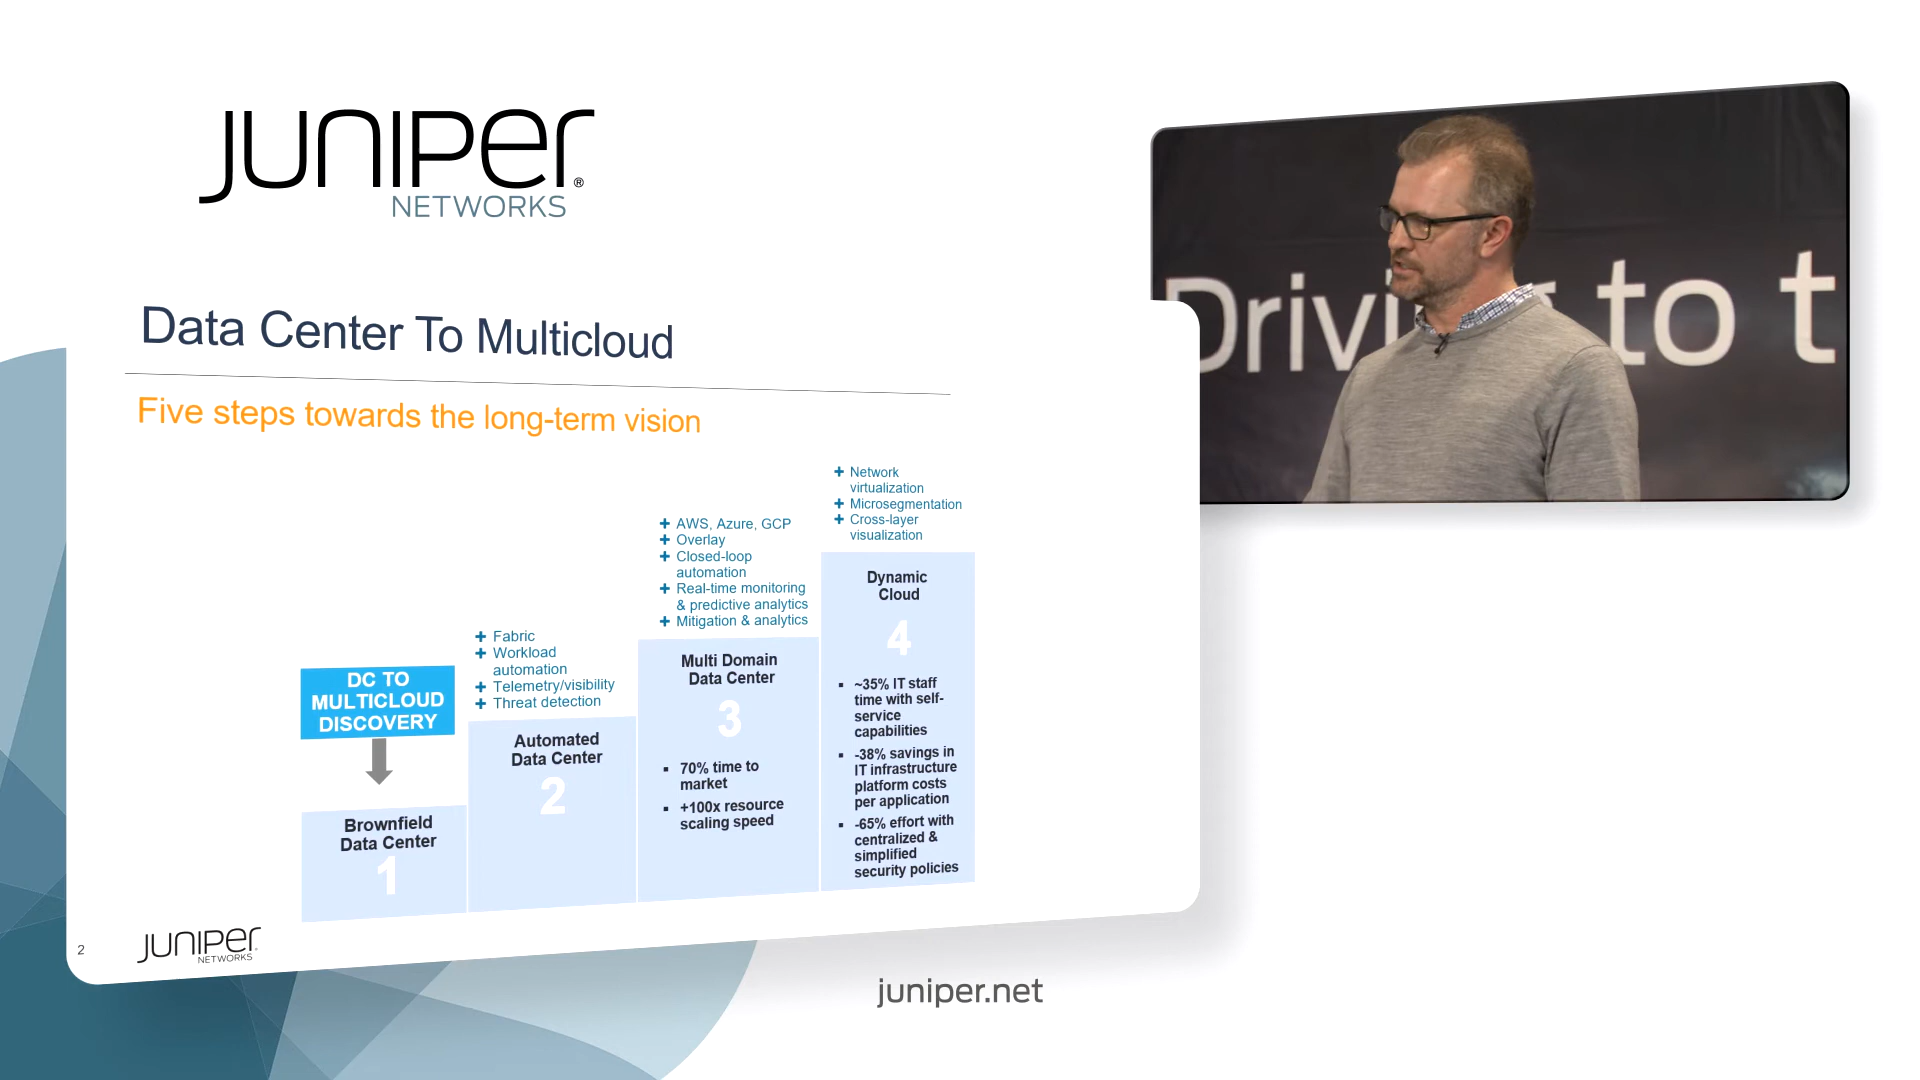 JUNIPER®
NETWORKS
Driving to t
Data Center To Multicloud
Five steps towards the long-term vision
DC TO
MULTICLOUD
DISCOVERY
Brownfield
Data Center
1
+ Fabric
+ Workload
automation
+ Telemetry/visibility
+ Threat detection
Automated
Data Center
2
+ AWS, Azure, GCP
+ Overlay
+ Closed-loop
automation
+ Real-time monitoring
& predictive analytics
+ Mitigation & analytics
Multi Domain
Data Center
3
▪ 70% time to
market
▪ +100x resource
scaling speed
+ Network
virtualization
+ Microsegmentation
+ Cross-layer
visualization
Dynamic
Cloud
4
▪ ~35% IT staff
time with self-
service
capabilities
▪ -38% savings in
IT infrastructure
platform costs
per application
▪ -65% effort with
centralized &
simplified
security policies
2
JUNIPER
NETWORKS
juniper.net